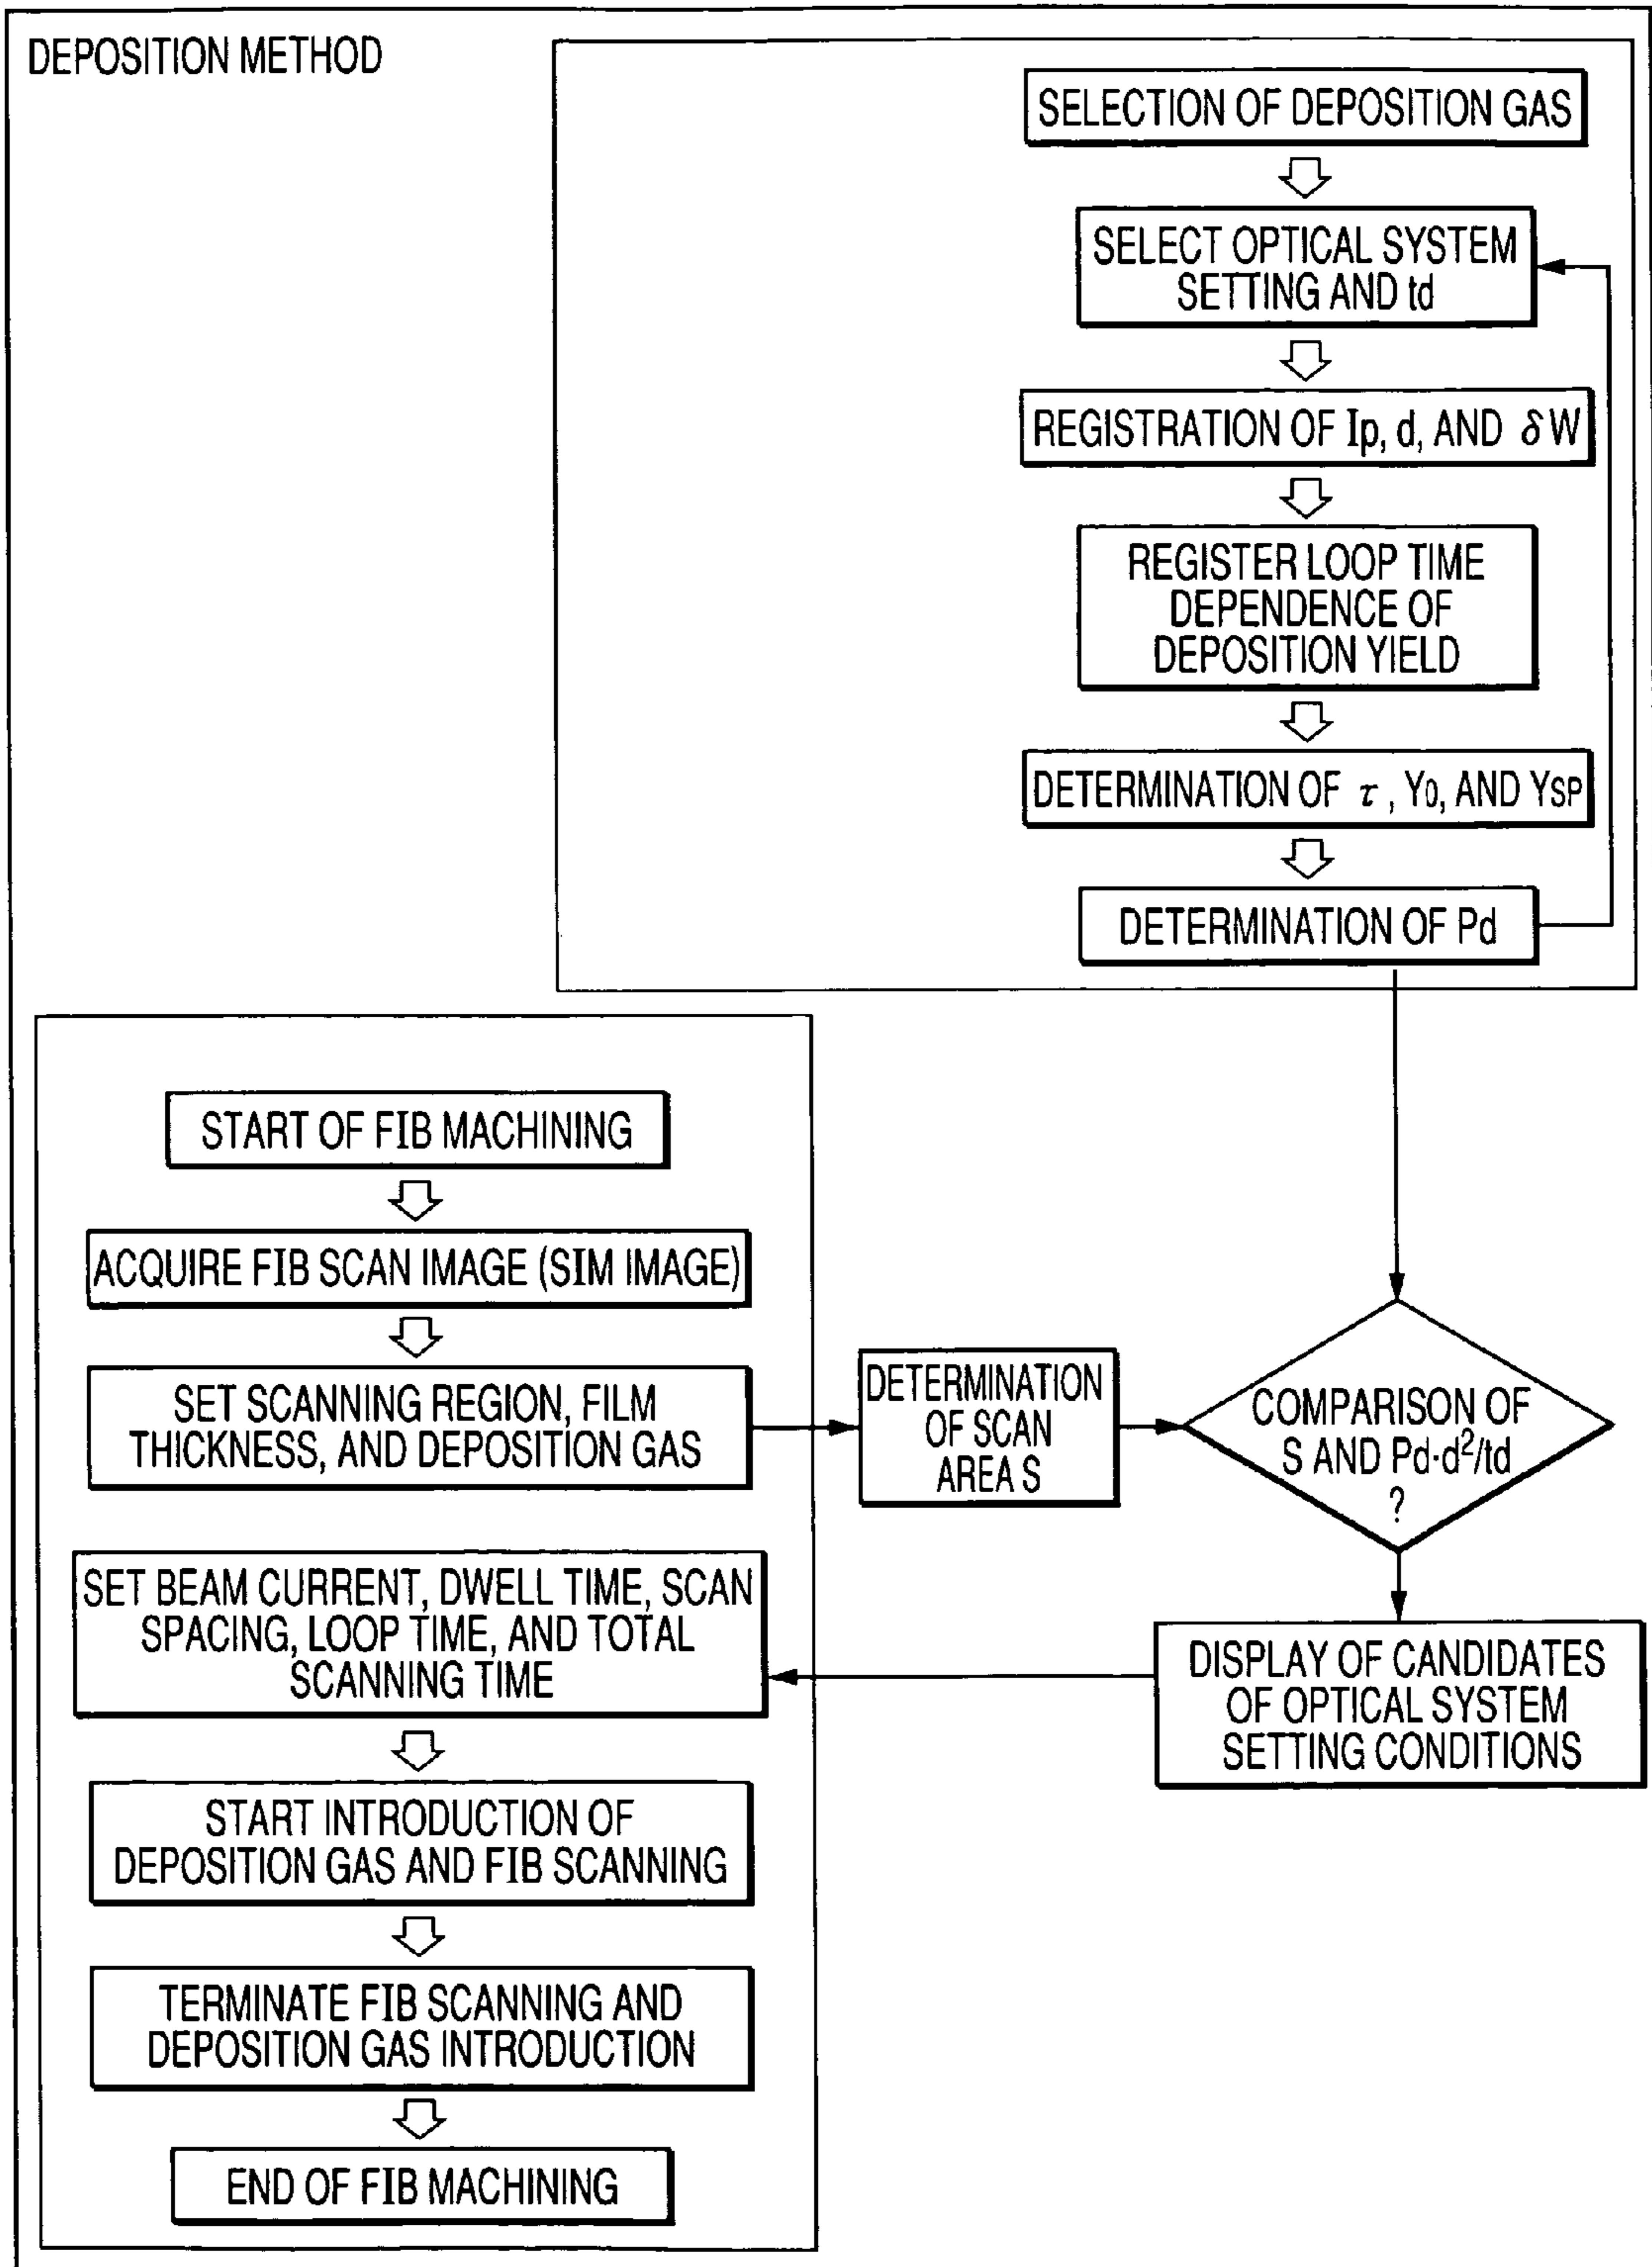 DEPOSITION METHOD
SELECTION OF DEPOSITION GAS
SELECT OPTICAL SYSTEM
SETTING AND td
REGISTRATION OF Ip, d, AND δW
REGISTER LOOP TIME
DEPENDENCE OF
DEPOSITION YIELD
DETERMINATION OF τ, Y0, AND YSP
DETERMINATION OF Pd
START OF FIB MACHINING
ACQUIRE FIB SCAN IMAGE (SIM IMAGE)
SET SCANNING REGION, FILM
THICKNESS, AND DEPOSITION GAS
DETERMINATION
OF SCAN
AREA S
COMPARISON OF
S AND Pd·d²/td
?
DISPLAY OF CANDIDATES
OF OPTICAL SYSTEM
SETTING CONDITIONS
SET BEAM CURRENT, DWELL TIME, SCAN
SPACING, LOOP TIME, AND TOTAL
SCANNING TIME
START INTRODUCTION OF
DEPOSITION GAS AND FIB SCANNING
TERMINATE FIB SCANNING AND
DEPOSITION GAS INTRODUCTION
END OF FIB MACHINING